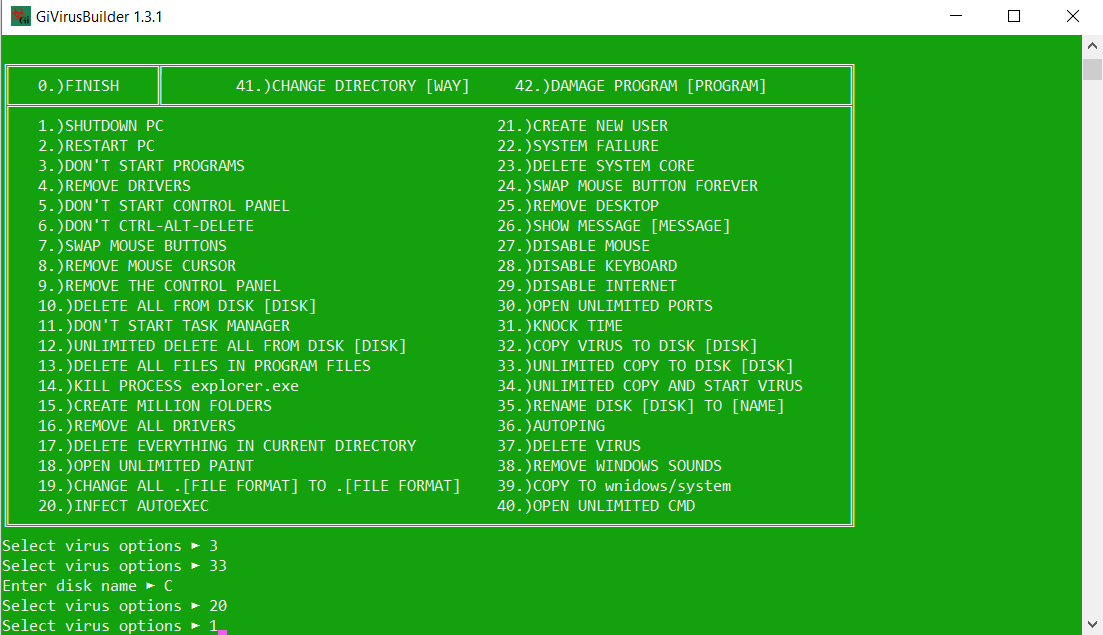 GiVirusBuilder 1.3.1
0.)FINISH 41.)CHANGE DIRECTORY [WAY] 42.)DAMAGE PROGRAM [PROGRAM]
1.)SHUTDOWN PC 21.)CREATE NEW USER
2.)RESTART PC 22.)SYSTEM FAILURE
3.)DON'T START PROGRAMS 23.)DELETE SYSTEM CORE
4.)REMOVE DRIVERS 24.)SWAP MOUSE BUTTON FOREVER
5.)DON'T START CONTROL PANEL 25.)REMOVE DESKTOP
6.)DON'T CTRL-ALT-DELETE 26.)SHOW MESSAGE [MESSAGE]
7.)SWAP MOUSE BUTTONS 27.)DISABLE MOUSE
8.)REMOVE MOUSE CURSOR 28.)DISABLE KEYBOARD
9.)REMOVE THE CONTROL PANEL 29.)DISABLE INTERNET
10.)DELETE ALL FROM DISK [DISK] 30.)OPEN UNLIMITED PORTS
11.)DON'T START TASK MANAGER 31.)KNOCK TIME
12.)UNLIMITED DELETE ALL FROM DISK [DISK] 32.)COPY VIRUS TO DISK [DISK]
13.)DELETE ALL FILES IN PROGRAM FILES 33.)UNLIMITED COPY TO DISK [DISK]
14.)KILL PROCESS explorer.exe 34.)UNLIMITED COPY AND START VIRUS
15.)CREATE MILLION FOLDERS 35.)RENAME DISK [DISK] TO [NAME]
16.)REMOVE ALL DRIVERS 36.)AUTOPING
17.)DELETE EVERYTHING IN CURRENT DIRECTORY 37.)DELETE VIRUS
18.)OPEN UNLIMITED PAINT 38.)REMOVE WINDOWS SOUNDS
19.)CHANGE ALL .[FILE FORMAT] TO .[FILE FORMAT] 39.)COPY TO wnidows/system
20.)INFECT AUTOEXEC 40.)OPEN UNLIMITED CMD
Select virus options ► 3
Select virus options ► 33
Enter disk name ► C
Select virus options ► 20
Select virus options ► 1